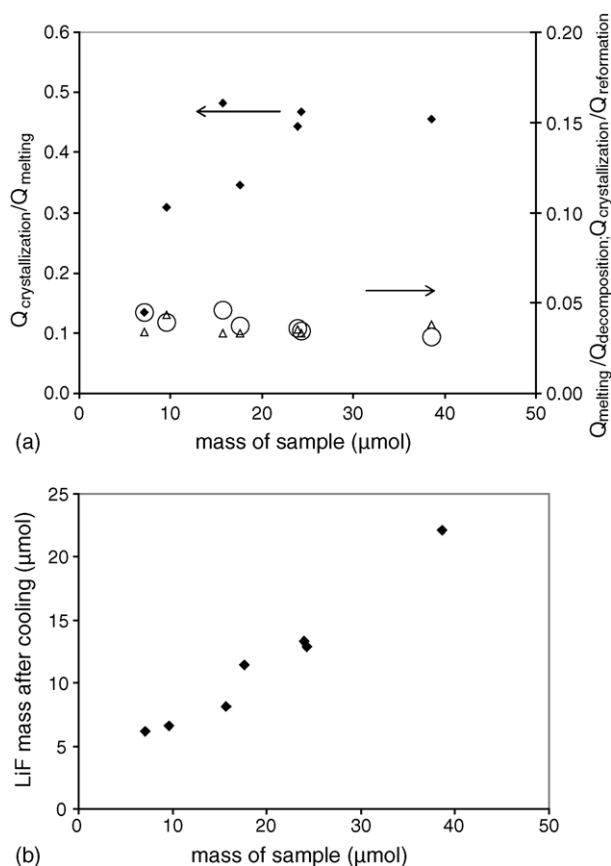 0.6
0.5
0.4
0.3
0.2
0.1
0.0
0.20
0.15
0.10
0.05
0.00
0 10 20 30 40 50
Qcrystallization/Qmelting
Qmelting/Qdecomposition;Qcrystallization/Qreformation
(a) mass of sample (µmol)
25
20
15
10
5
0
0 10 20 30 40 50
LiF mass after cooling (µmol)
(b) mass of sample (µmol)